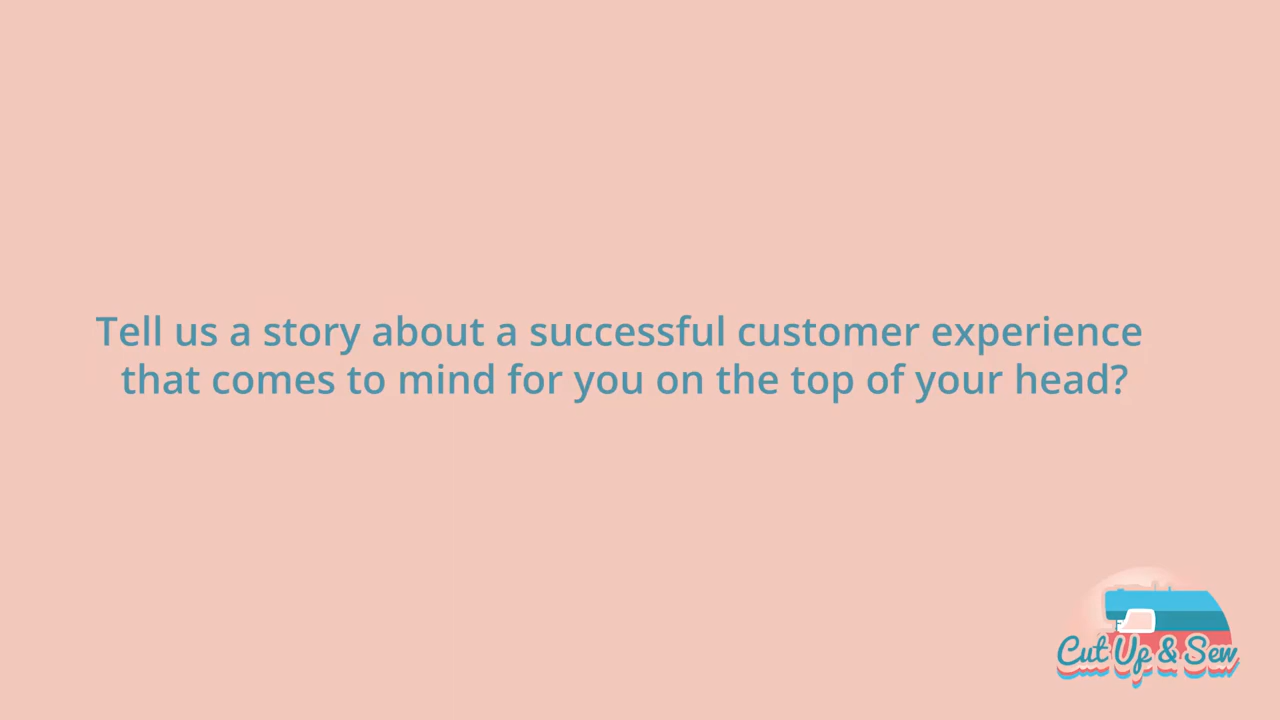 Tell us a story about a successful customer experience
that comes to mind for you on the top of your head?
Cut Up & Sew